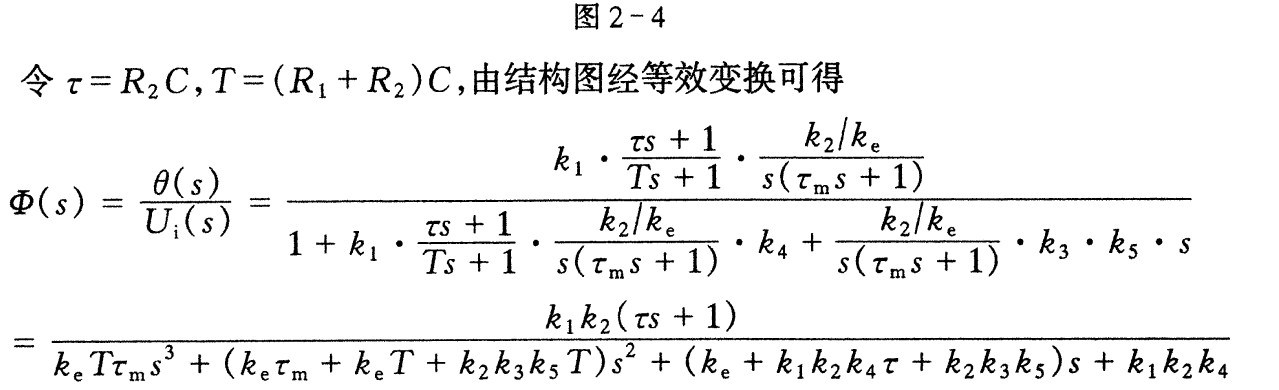 图 2-4
令 τ=R₂C,T=(R₁+R₂)C,由结构图经等效变换可得
Φ(s) = θ(s)/Uᵢ(s) = (k₁ · (τs + 1)/(Ts + 1) · (k₂/kₑ)/(s(τₘs + 1))) / (1 + k₁ · (τs + 1)/(Ts + 1) · (k₂/kₑ)/(s(τₘs + 1)) · k₄ + (k₂/kₑ)/(s(τₘs + 1)) · k₃ · k₅ · s)
= k₁k₂(τs + 1) / (kₑTτₘs³ + (kₑτₘ + kₑT + k₂k₃k₅T)s² + (kₑ + k₁k₂k₄τ + k₂k₃k₅)s + k₁k₂k₄)